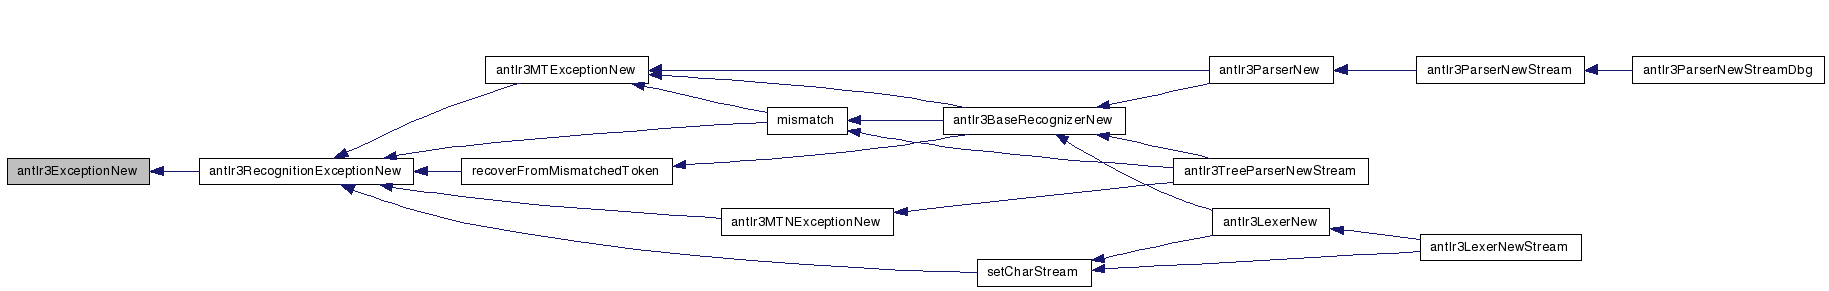 antlr3MTExceptionNew
antlr3ParserNew
antlr3ParserNewStream
antlr3ParserNewStreamDbg
mismatch
antlr3BaseRecognizerNew
antlr3ExceptionNew
antlr3RecognitionExceptionNew
recoverFromMismatchedToken
antlr3TreeParserNewStream
antlr3MTNExceptionNew
antlr3LexerNew
antlr3LexerNewStream
setCharStream